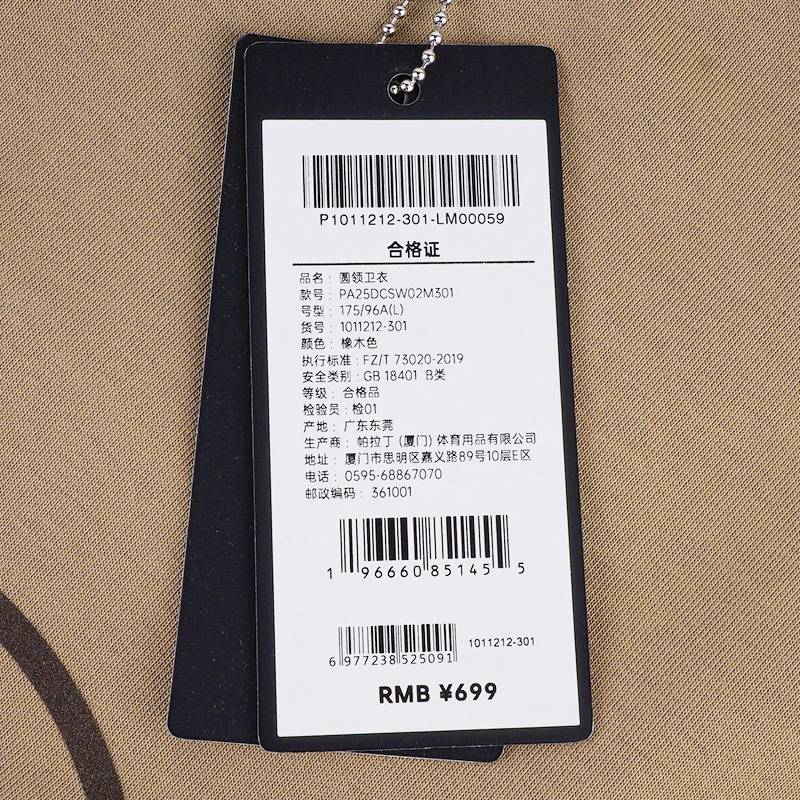 P1011212-301-LM00059
合格证
品名：圆领卫衣
款号：PA25DCSW02M301
号型：175/96A(L)
货号：1011212-301
颜色：橡木色
执行标准：FZ/T 73020-2019
安全类别：GB 18401 B类
等级：合格品
检验员：检01
产地：广东东莞
生产商：帕拉丁（厦门）体育用品有限公司
地址：厦门市思明区嘉义路89号10层E区
电话：0595-68867070
邮政编码：361001
1 96660 85145 5
6 977238 525091 1011212-301
RMB ¥699